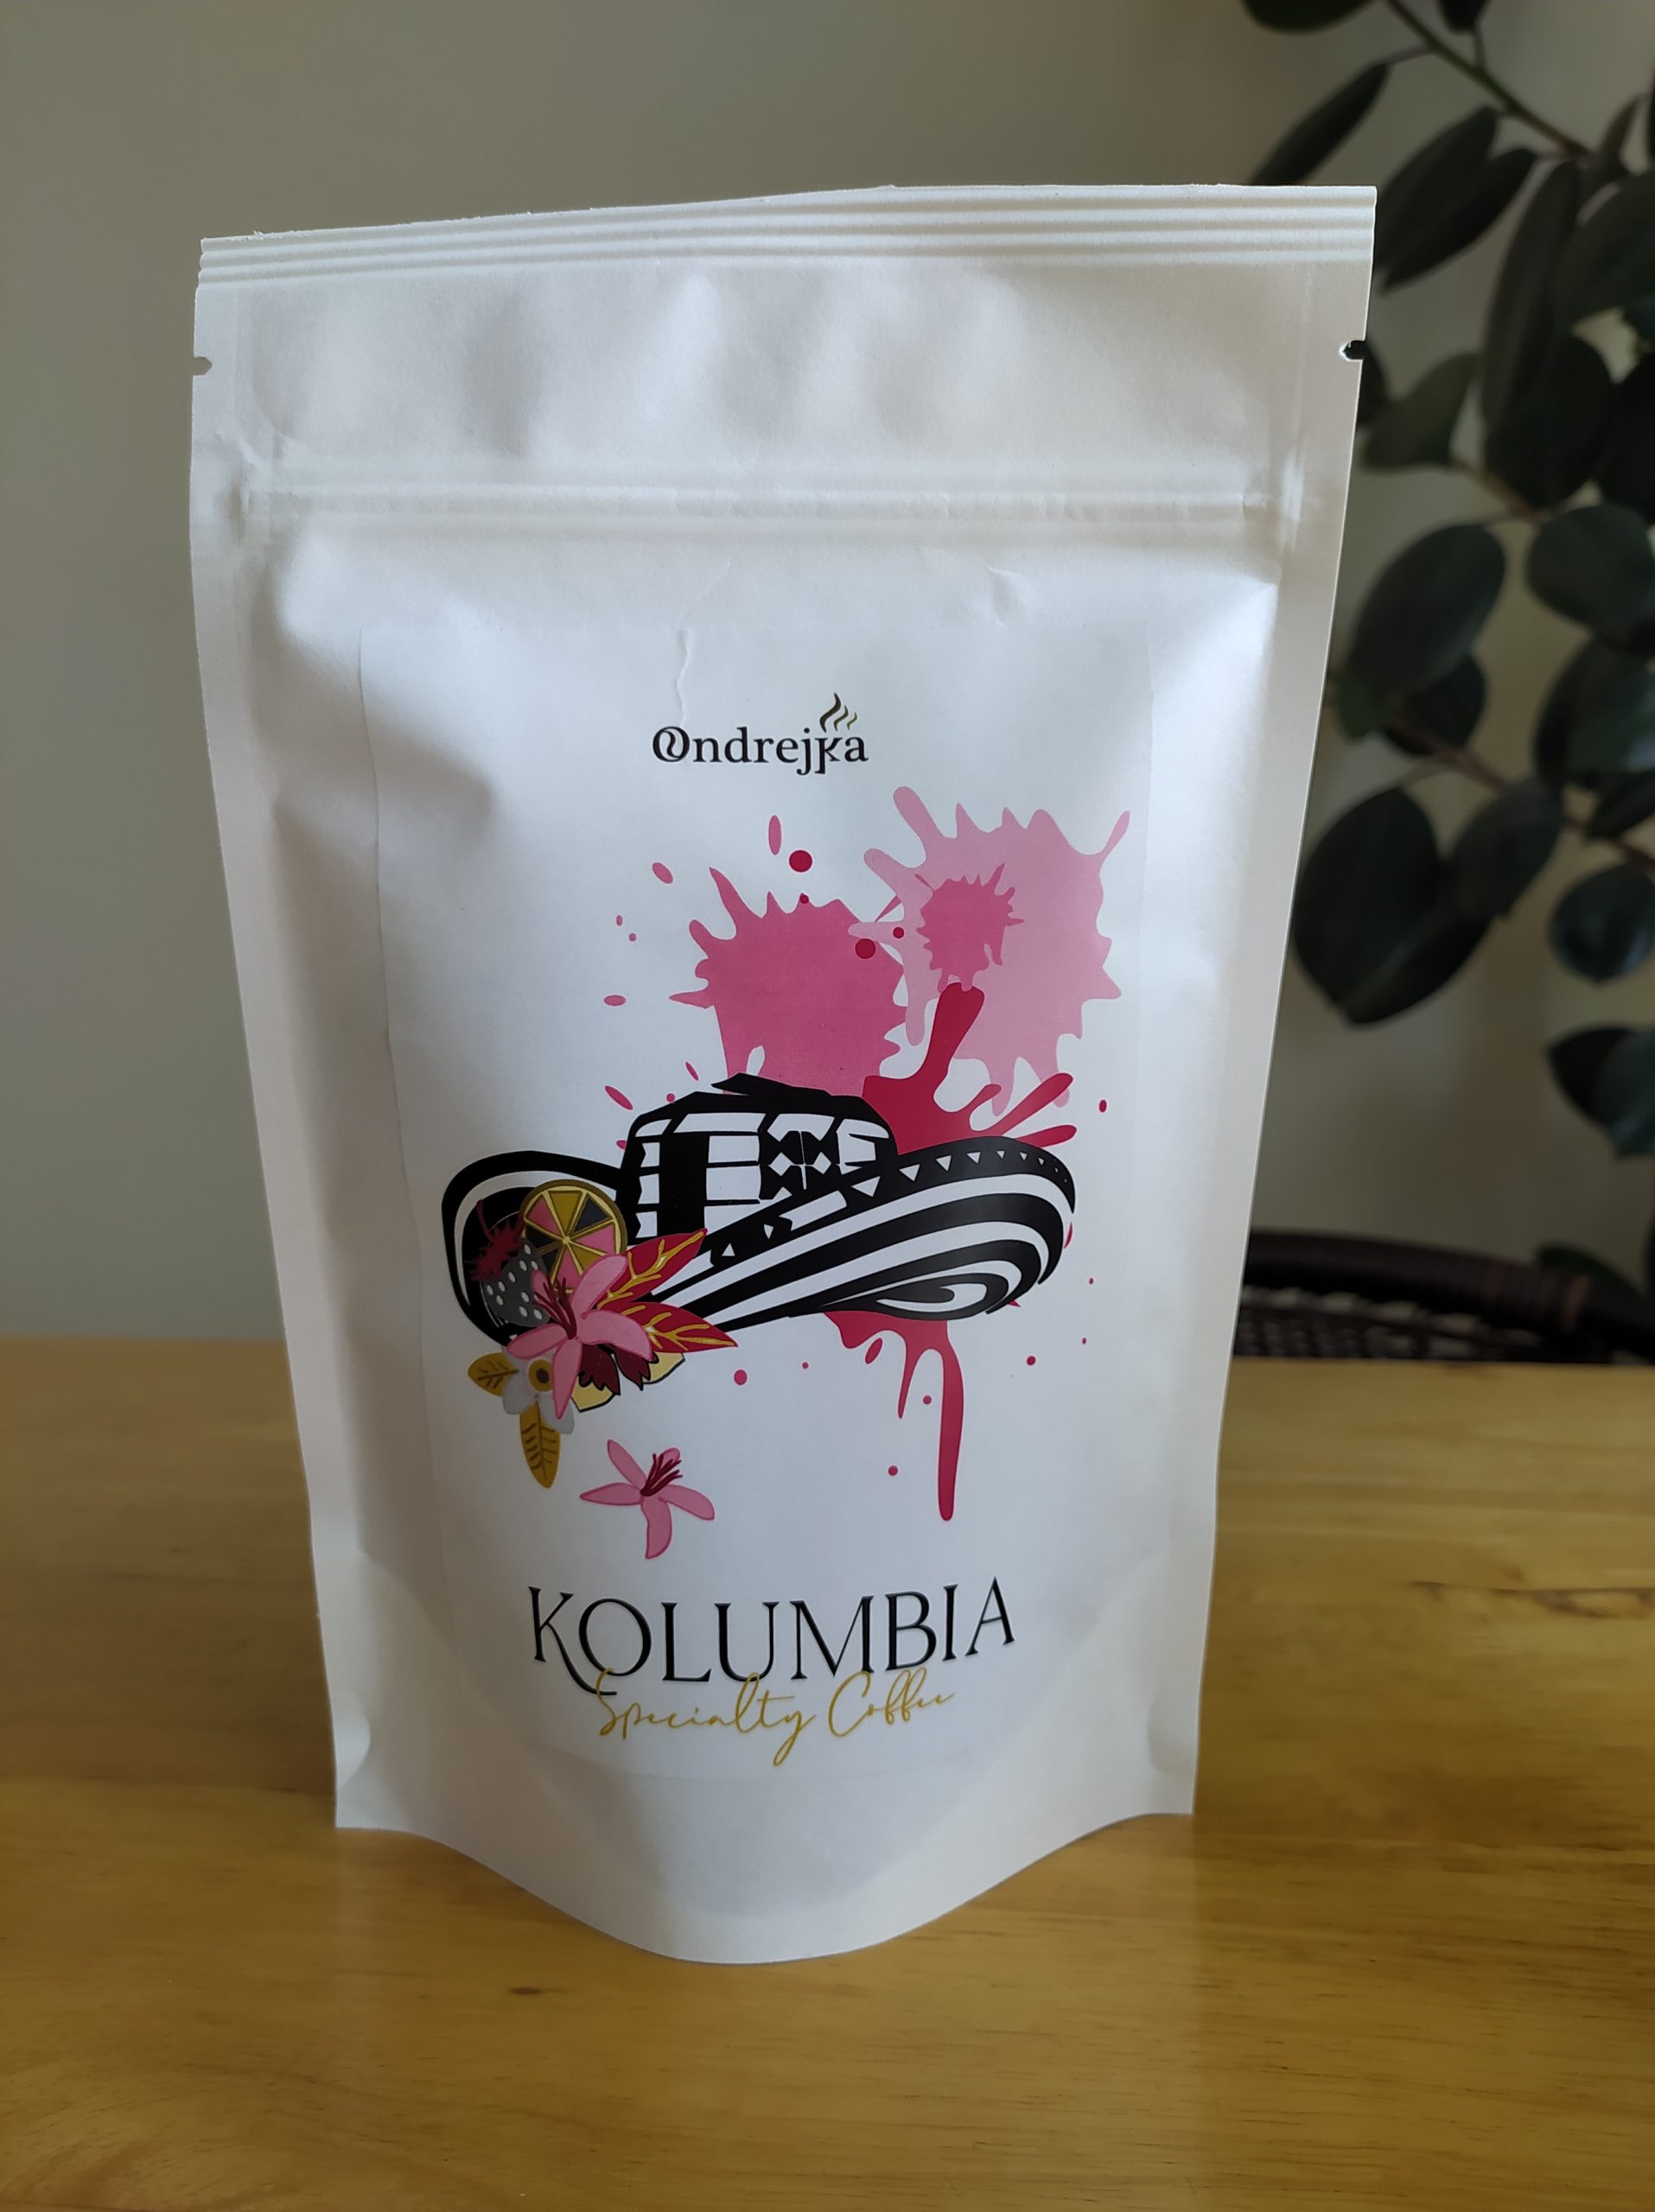 Ondrejka
KOLUMBIA
Specialty Coffee